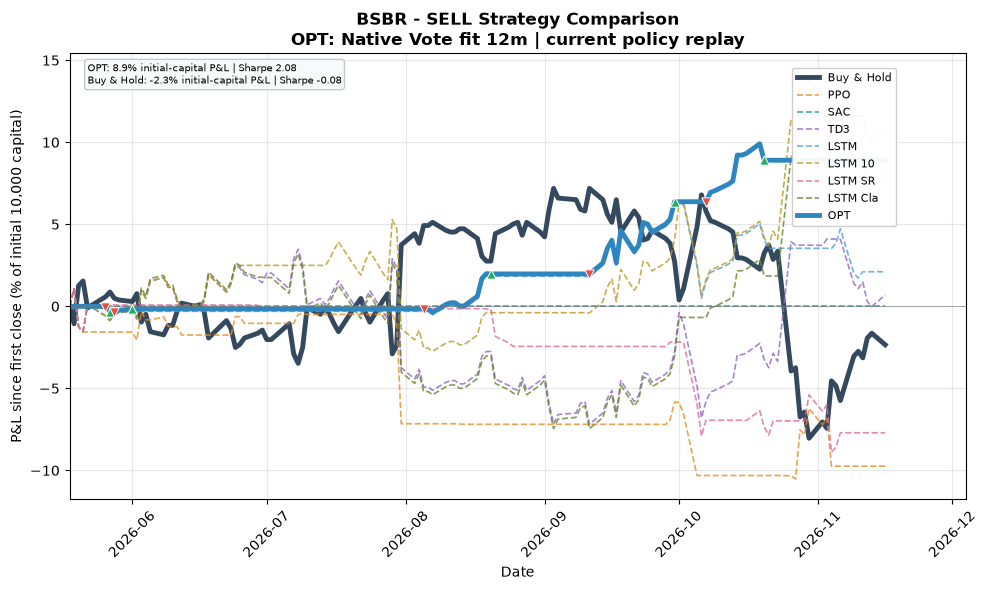 BSBR - SELL Strategy Comparison
OPT: Native Vote fit 12m | current policy replay
OPT: 8.9% initial-capital P&L | Sharpe 2.08
Buy & Hold: -2.3% initial-capital P&L | Sharpe -0.08
Buy & Hold
PPO
SAC
TD3
LSTM
LSTM 10
LSTM SR
LSTM Cla
OPT
P&L since first close (% of initial 10,000 capital)
15
10
5
0
−5
−10
2026-06
2026-07
2026-08
2026-09
2026-10
2026-11
2026-12
Date